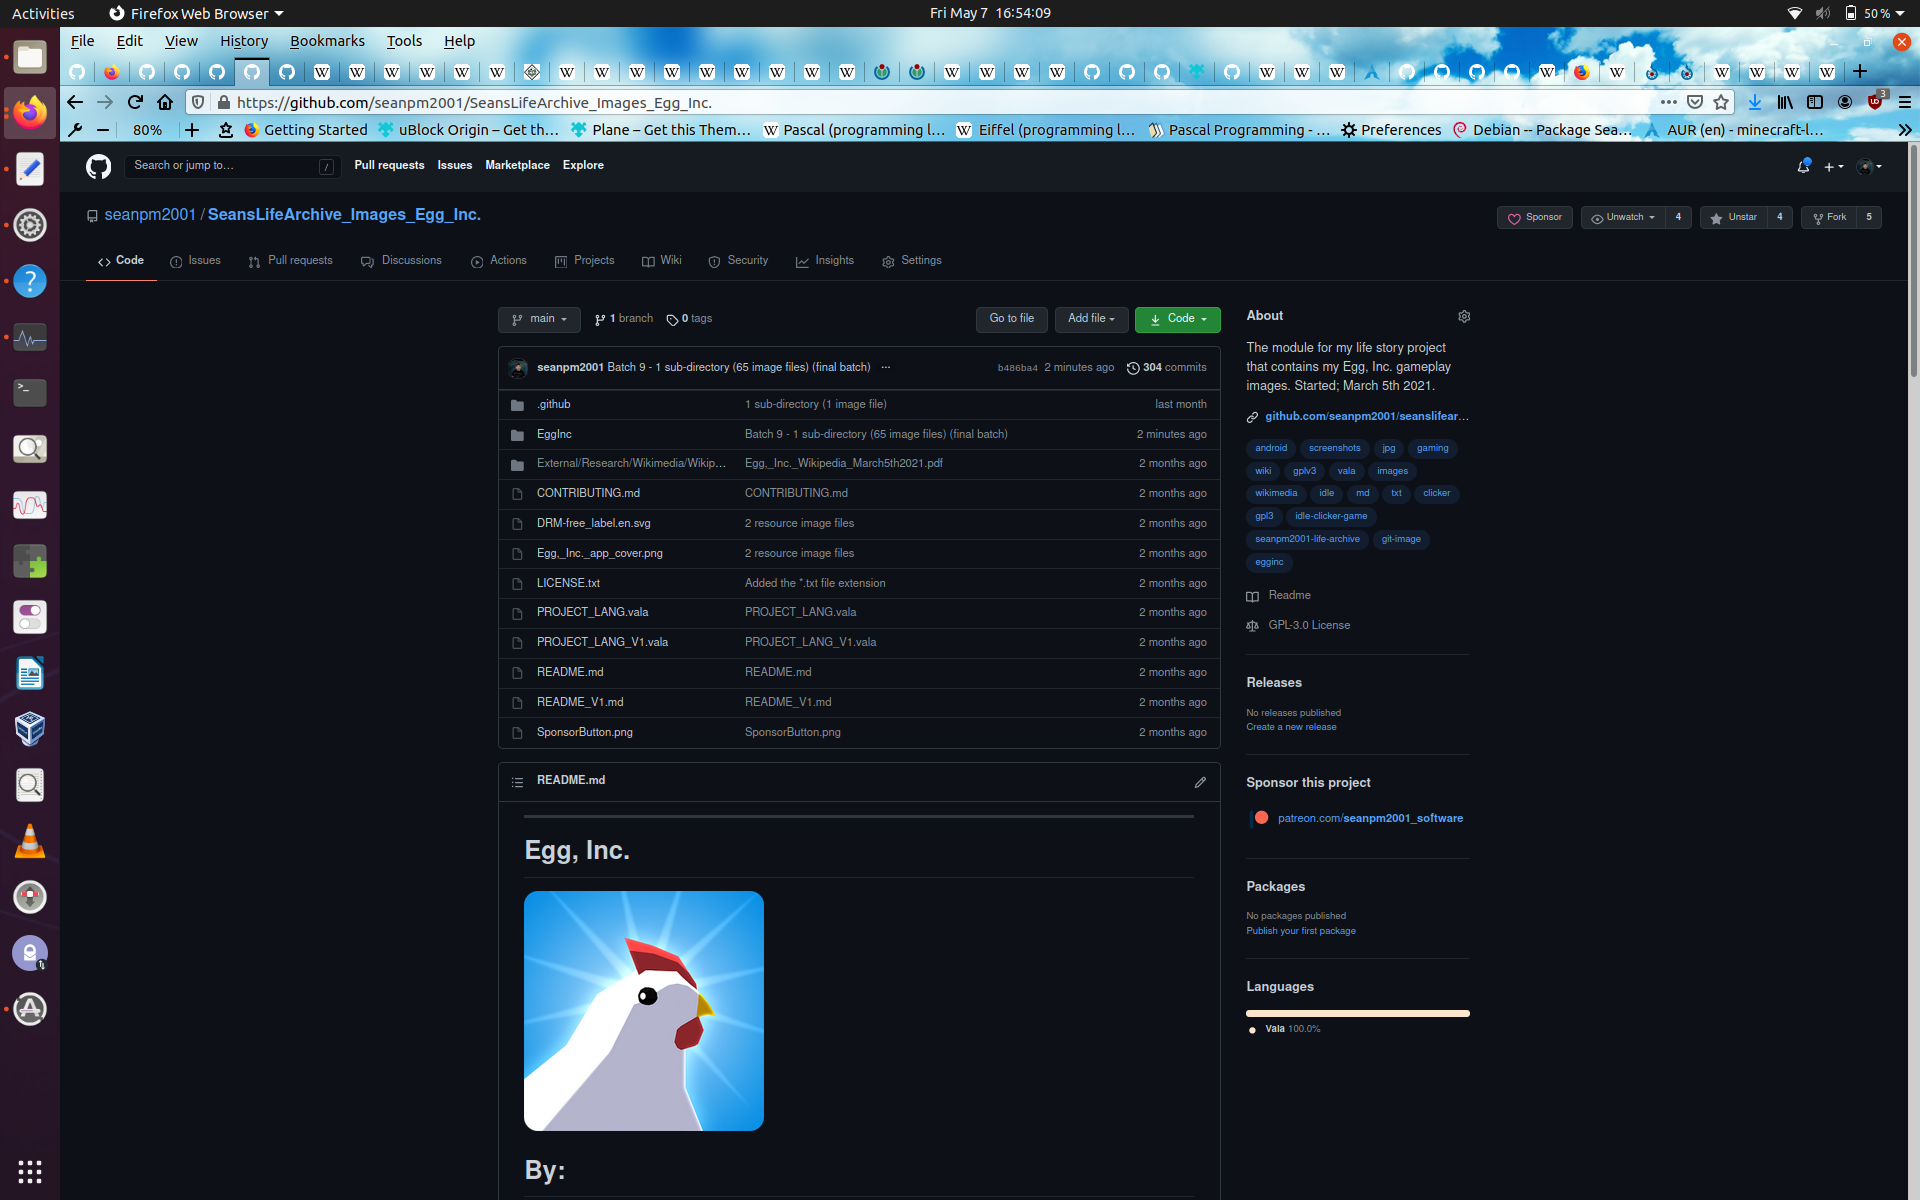 Activities Firefox Web Browser Fri May 7 16:54:09 50 %
File Edit View History Bookmarks Tools Help
https://github.com/seanpm2001/SeansLifeArchive_Images_Egg_Inc. 3
80% Getting Started uBlock Origin – Get th… Plane – Get this Them… Pascal (programming l… Eiffel (programming l… Pascal Programming - … Preferences Debian -- Package Sea… AUR (en) - minecraft-l…
Search or jump to… / Pull requests Issues Marketplace Explore
seanpm2001 / SeansLifeArchive_Images_Egg_Inc. Sponsor Unwatch 4 Unstar 4 Fork 5
Code Issues Pull requests Discussions Actions Projects Wiki Security Insights Settings
main 1 branch 0 tags Go to file Add file Code
seanpm2001 Batch 9 - 1 sub-directory (65 image files) (final batch) ... b486ba4 2 minutes ago 304 commits
.github 1 sub-directory (1 image file) last month
EggInc Batch 9 - 1 sub-directory (65 image files) (final batch) 2 minutes ago
External/Research/Wikimedia/Wikip… Egg,_Inc._Wikipedia_March5th2021.pdf 2 months ago
CONTRIBUTING.md CONTRIBUTING.md 2 months ago
DRM-free_label.en.svg 2 resource image files 2 months ago
Egg,_Inc._app_cover.png 2 resource image files 2 months ago
LICENSE.txt Added the *.txt file extension 2 months ago
PROJECT_LANG.vala PROJECT_LANG.vala 2 months ago
PROJECT_LANG_V1.vala PROJECT_LANG_V1.vala 2 months ago
README.md README.md 2 months ago
README_V1.md README_V1.md 2 months ago
SponsorButton.png SponsorButton.png 2 months ago
README.md
Egg, Inc.
By:
About
The module for my life story project
that contains my Egg, Inc. gameplay
images. Started; March 5th 2021.
github.com/seanpm2001/seanslifear…
android screenshots jpg gaming
wiki gplv3 vala images
wikimedia idle md txt clicker
gpl3 idle-clicker-game
seanpm2001-life-archive git-image
egginc
Readme
GPL-3.0 License
Releases
No releases published
Create a new release
Sponsor this project
patreon.com/seanpm2001_software
Packages
No packages published
Publish your first package
Languages
Vala 100.0%